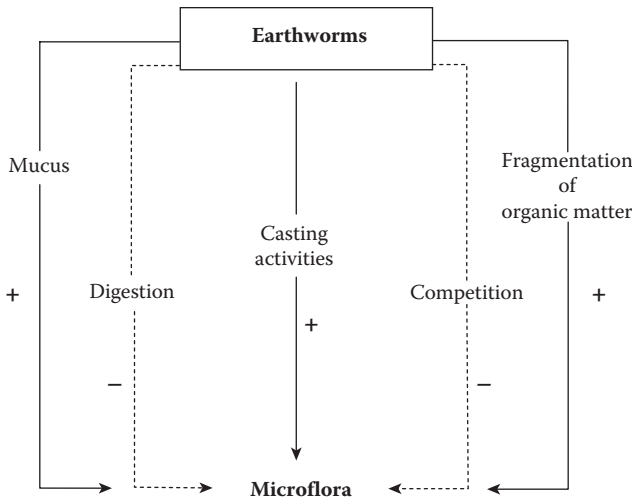 Earthworms
Mucus
Fragmentation
of
organic matter
Casting
activities
Digestion
Competition
+
+
+
–
–
Microflora